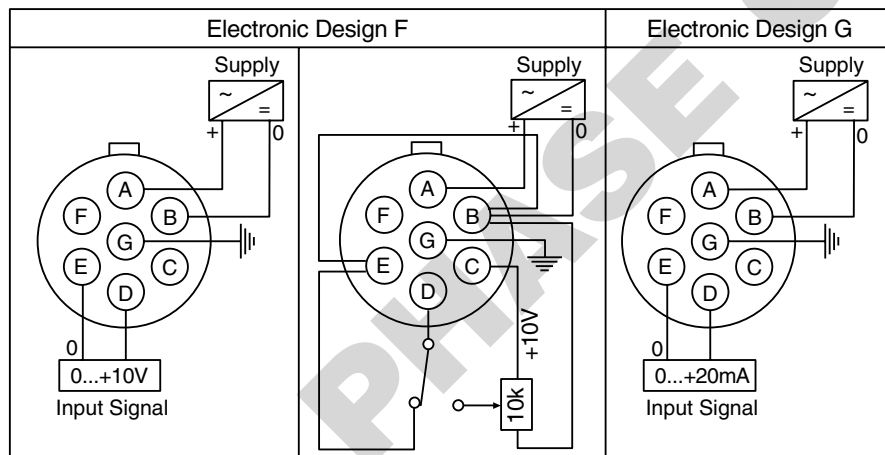 Electronic Design F
Electronic Design G
Supply
~
=
+
0
A
F
B
G
E
C
D
0
0...+10V
Input Signal
Supply
~
=
+
0
A
F
B
G
E
C
D
+10V
10k
Supply
~
=
+
0
A
F
B
G
E
C
D
0
0...+20mA
Input Signal
PHASE